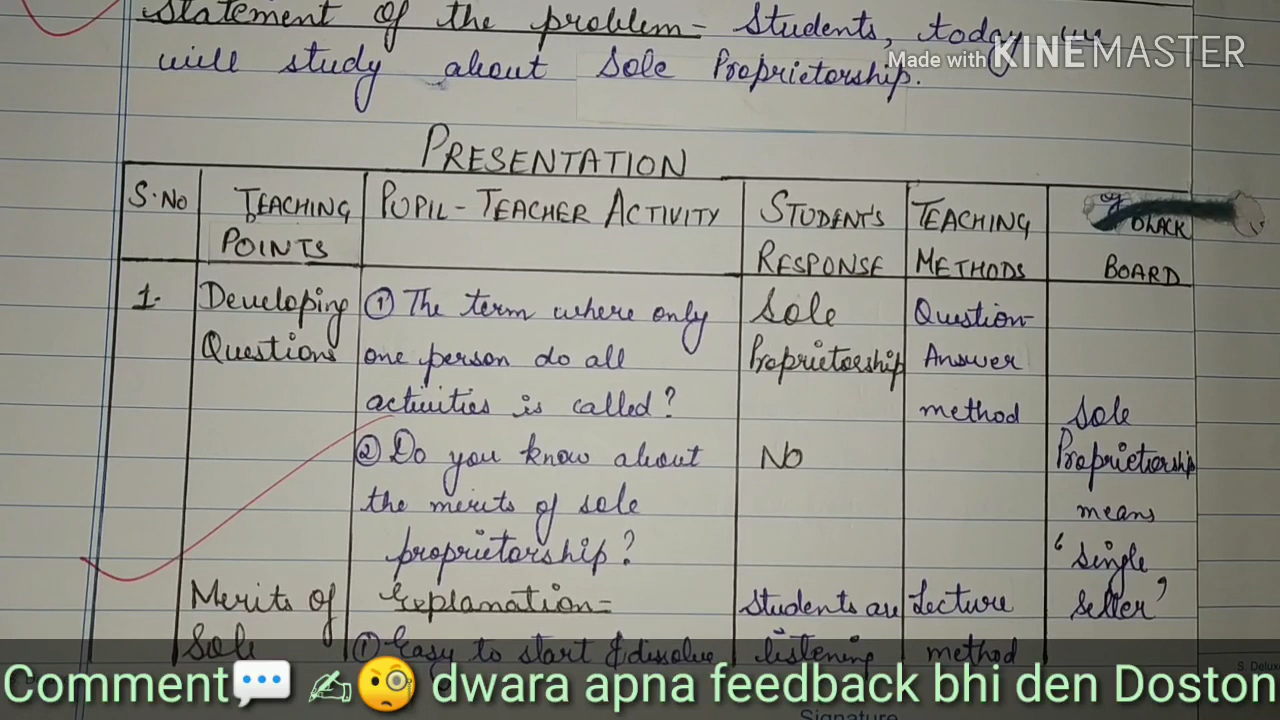 Statement of the problem - Students, today we
will study about Sole Proprietorship.
Made with KINEMASTER
PRESENTATION
S.No
TEACHING
POINTS
PUPIL-TEACHER ACTIVITY
STUDENT'S
RESPONSE
TEACHING
METHODS
BLACK
BOARD
1.
Developing
Questions
① The term where only
one person do all
activities is called?
② Do you know about
the merits of sole
proprietorship?
Sole
Proprietorship
No
Question-
Answer
method
Sole
Proprietorship
means
'Single
Seller'
Merits of
Sole
Explanation=
① Easy to start & dissolve
Students are
listening
Lecture
method
S. Delux
Comment💬 ✍️🧐 dwara apna feedback bhi den Doston
Signature